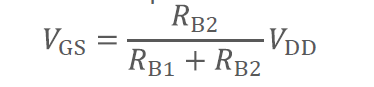 V_GS = R_B2 / (R_B1 + R_B2) V_DD